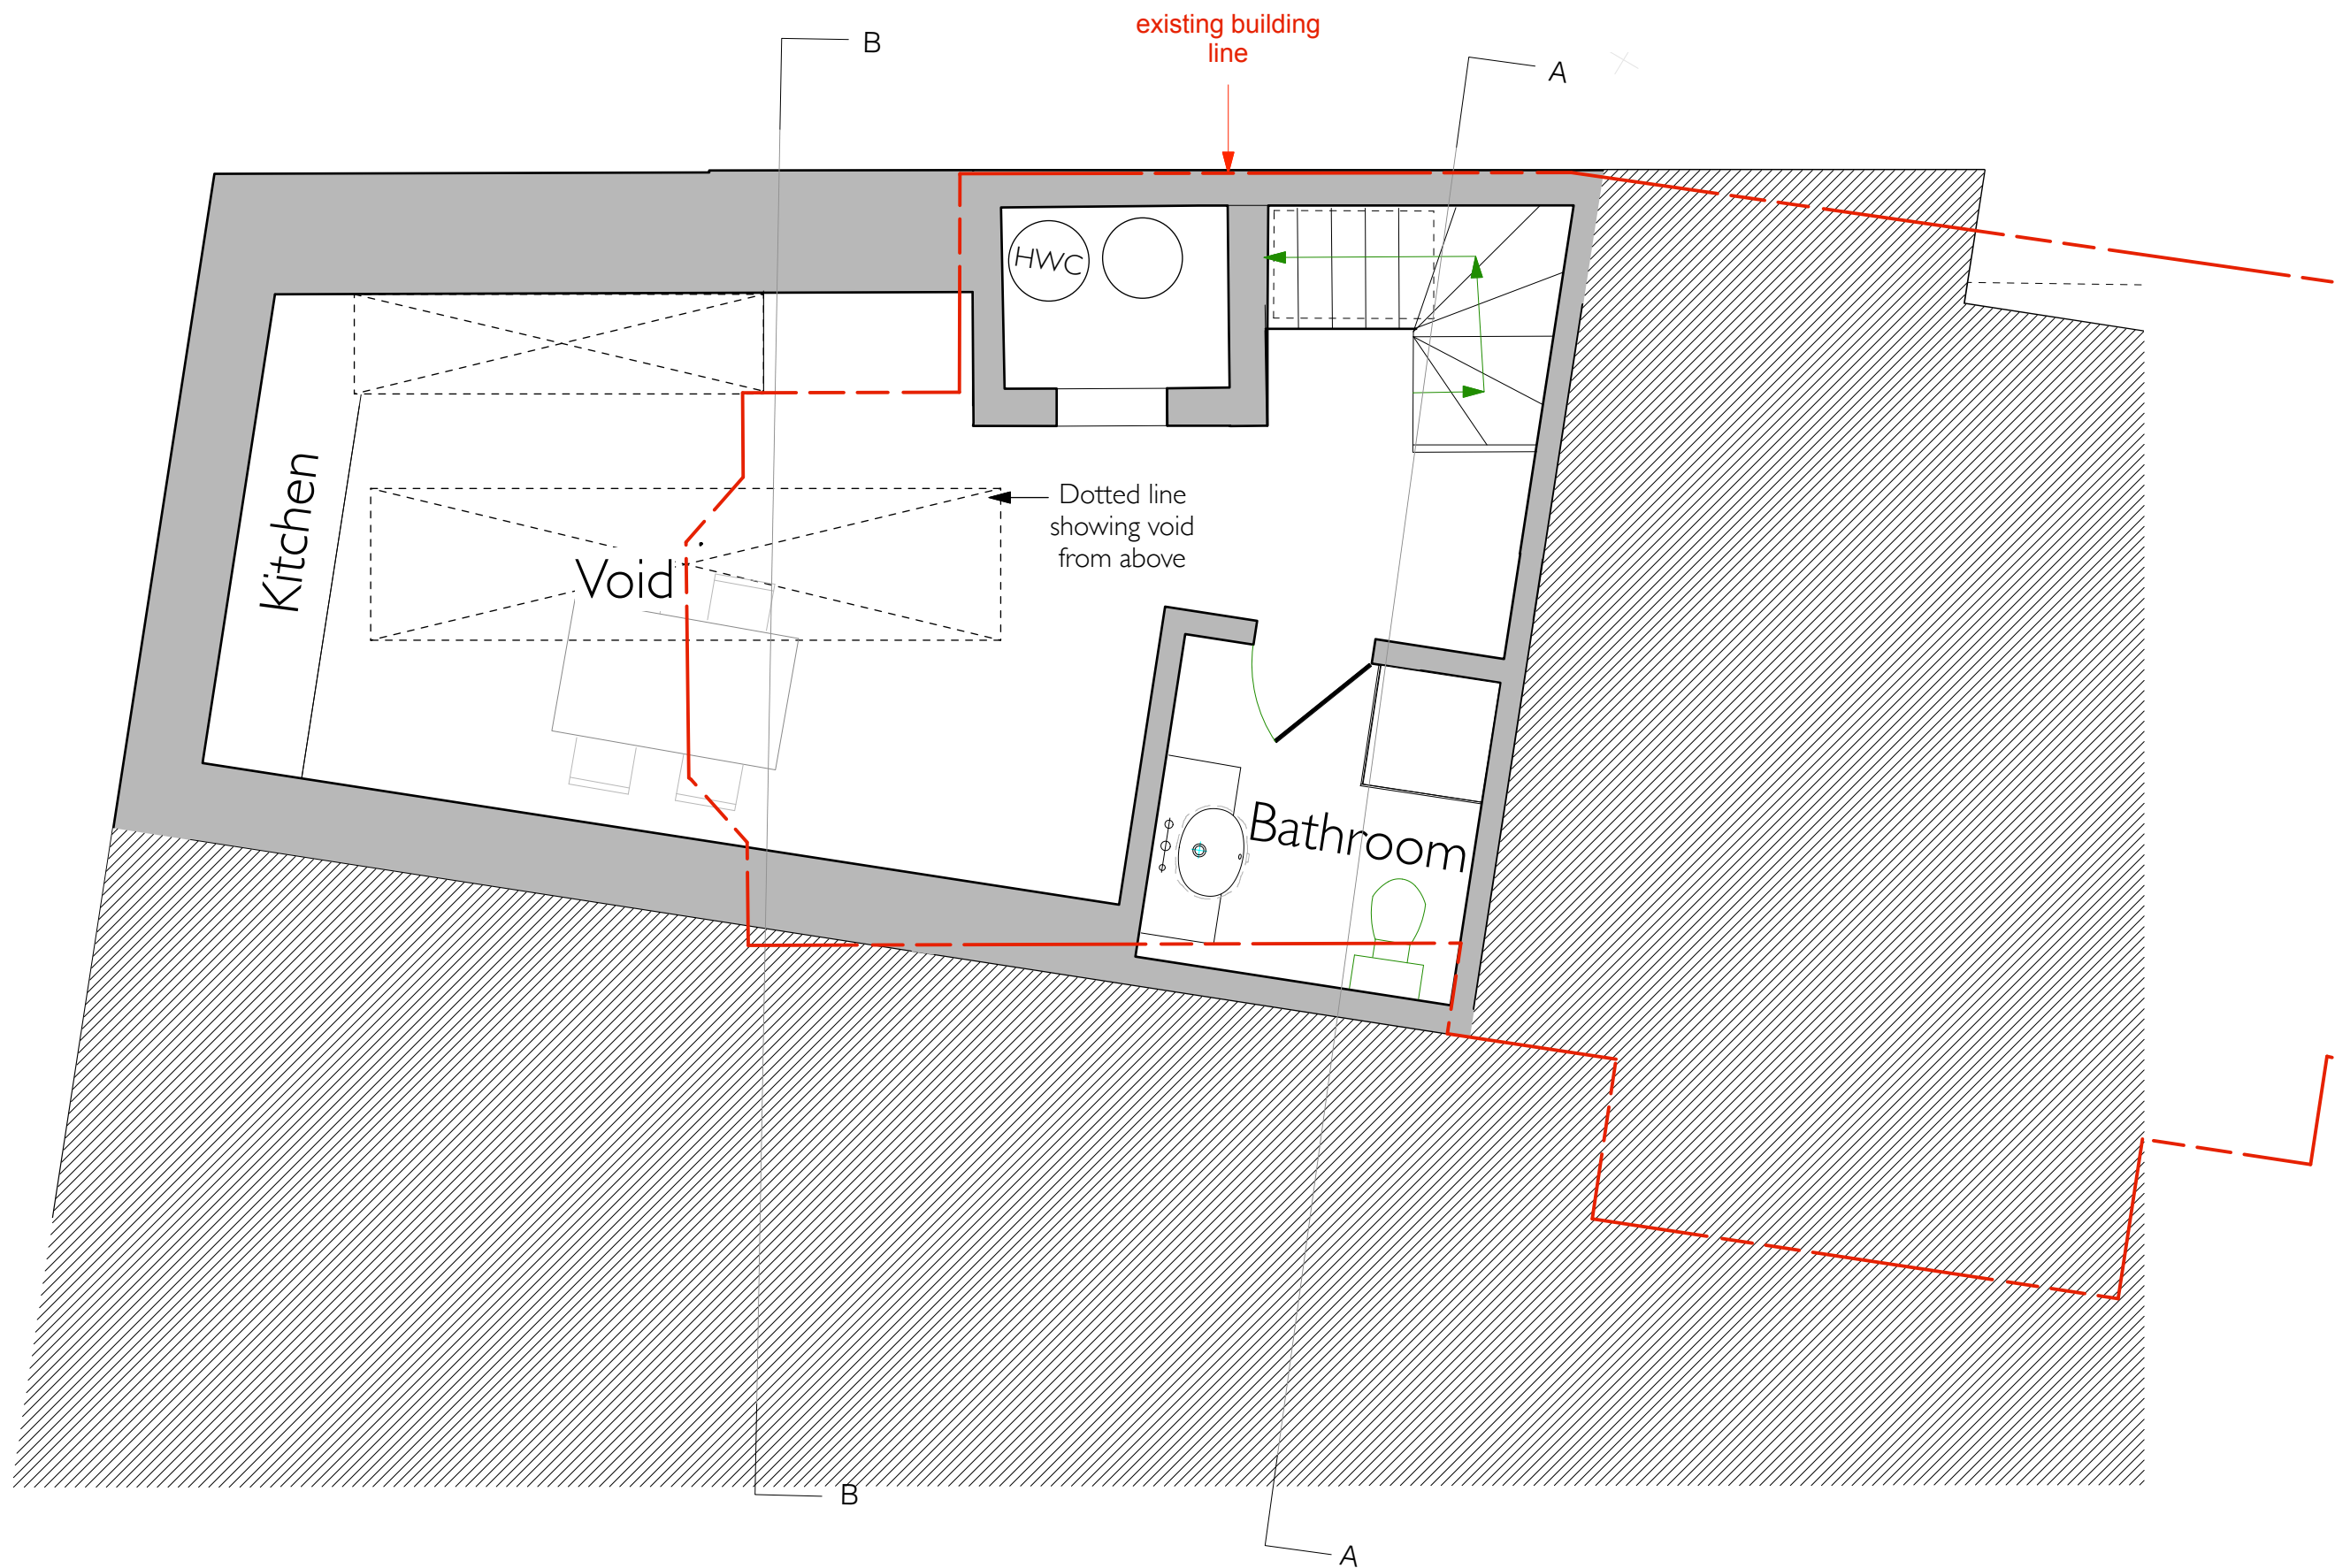 existing building
line
B
A
HWC
Kitchen
Dotted line
showing void
from above
Void
Bathroom
B
A